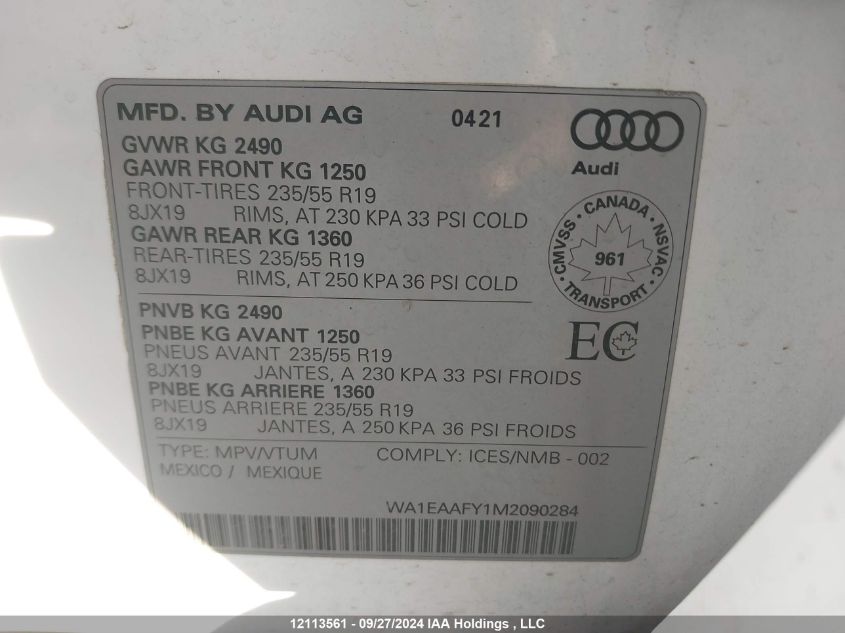 MFD. BY AUDI AG 0421
GVWR KG 2490
GAWR FRONT KG 1250
FRONT-TIRES 235/55 R19
8JX19 RIMS, AT 230 KPA 33 PSI COLD
GAWR REAR KG 1360
REAR-TIRES 235/55 R19
8JX19 RIMS, AT 250 KPA 36 PSI COLD
Audi
CMVSS - CANADA - NSVAC
961
TRANSPORT
PNVB KG 2490
PNBE KG AVANT 1250
PNEUS AVANT 235/55 R19
8JX19 JANTES, A 230 KPA 33 PSI FROIDS
PNBE KG ARRIERE 1360
PNEUS ARRIERE 235/55 R19
8JX19 JANTES, A 250 KPA 36 PSI FROIDS
EC
TYPE: MPV/VTUM COMPLY: ICES/NMB - 002
MEXICO / MEXIQUE
WA1EAAFY1M2090284
12113561 - 09/27/2024 IAA Holdings , LLC